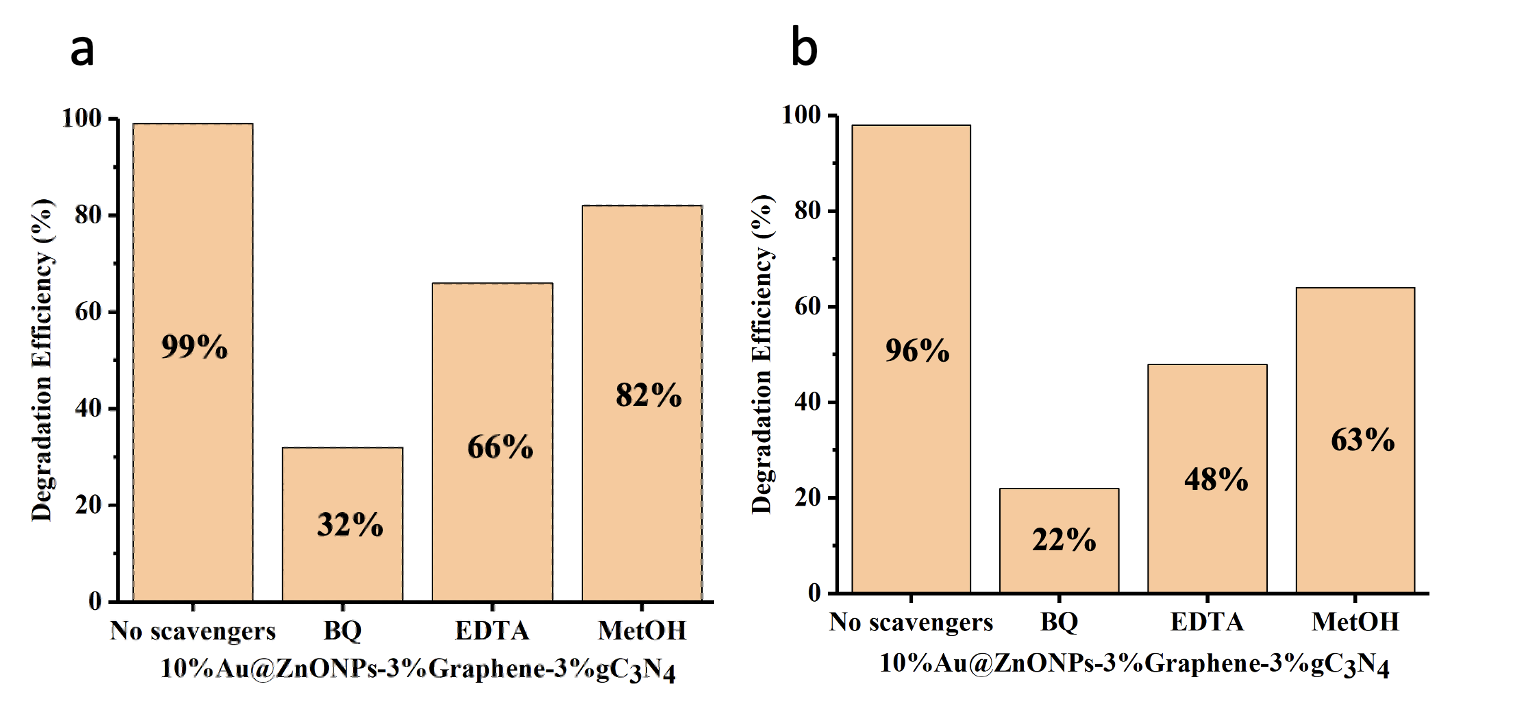 a
100
80
60
40
20
0
Degradation Efficiency (%)
99%
32%
66%
82%
No scavengers BQ EDTA MetOH
10%Au@ZnONPs-3%Graphene-3%gC3N4
b
100
80
60
40
20
0
Degradation Efficiency (%)
96%
22%
48%
63%
No scavengers BQ EDTA MetOH
10%Au@ZnONPs-3%Graphene-3%gC3N4